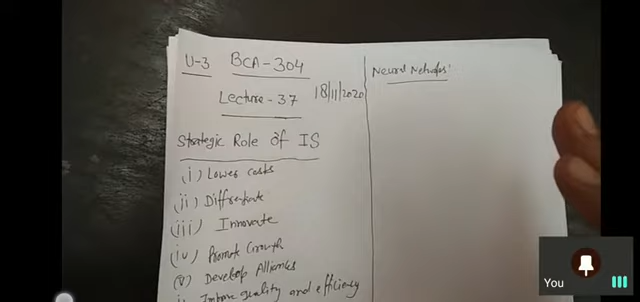 U-3 BCA-304
Lecture-37 18/11/2020
Strategic Role of IS
(i) Lower costs
(ii) Differentiate
(iii) Innovate
(iv) Promote Growth
(v) Develop Alliances
Improve quality and efficiency
Neural Networks:
You